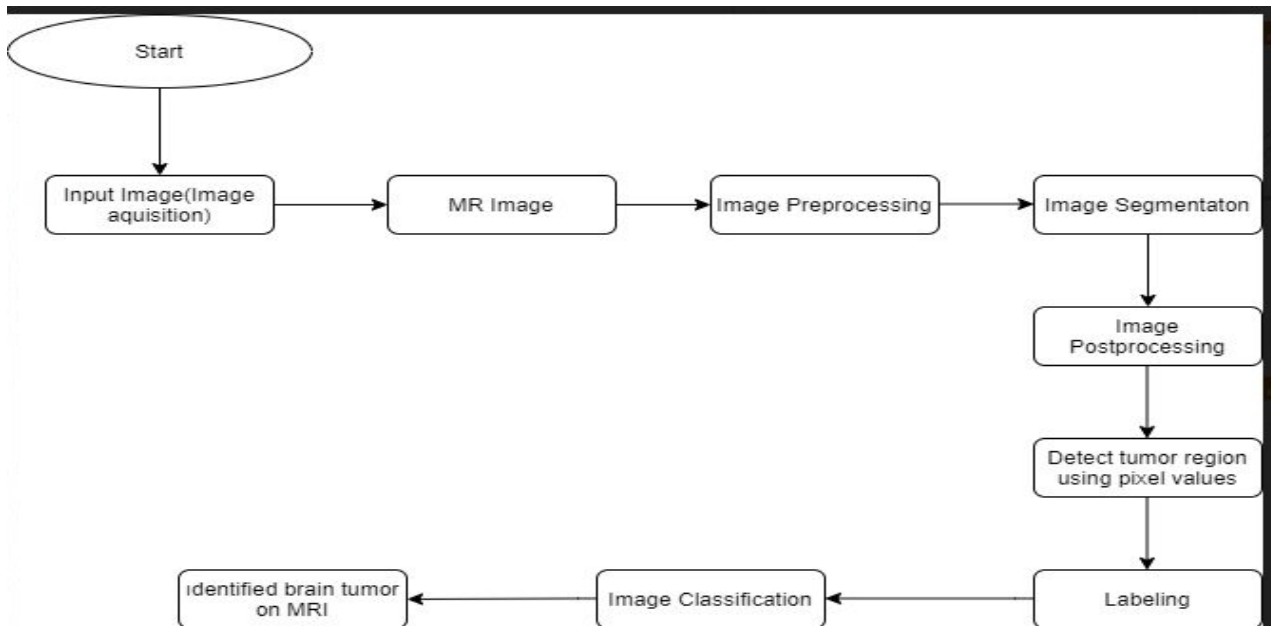 Start
Input Image(Image
aquisition)
MR Image
Image Preprocessing
Image Segmentaton
Image
Postprocessing
Detect tumor region
using pixel values
Labeling
Image Classification
identified brain tumor
on MRI